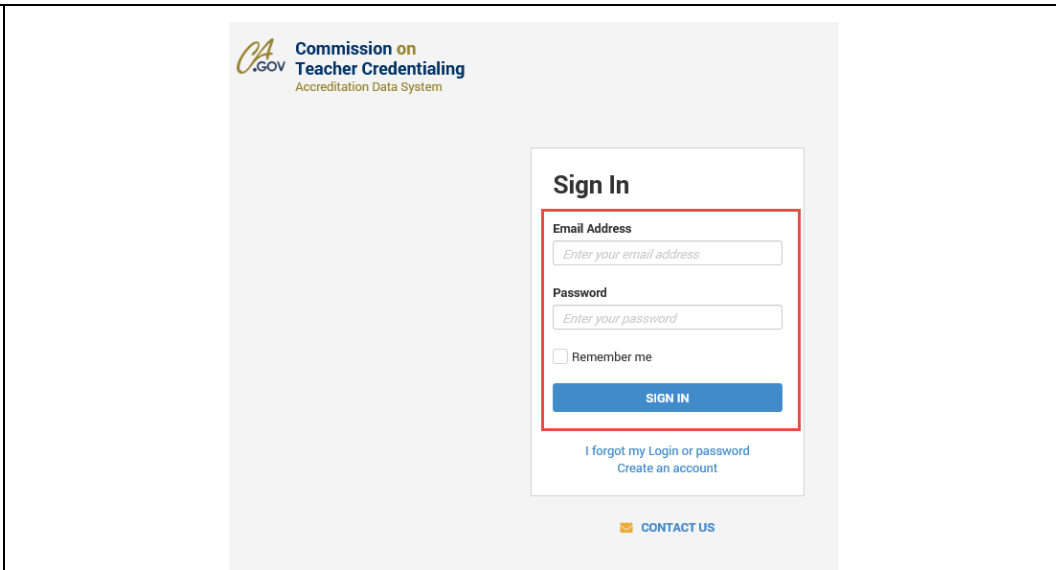 CA
.GOV
Commission on
Teacher Credentialing
Accreditation Data System
Sign In
Email Address
Enter your email address
Password
Enter your password
Remember me
SIGN IN
I forgot my Login or password
Create an account
CONTACT US